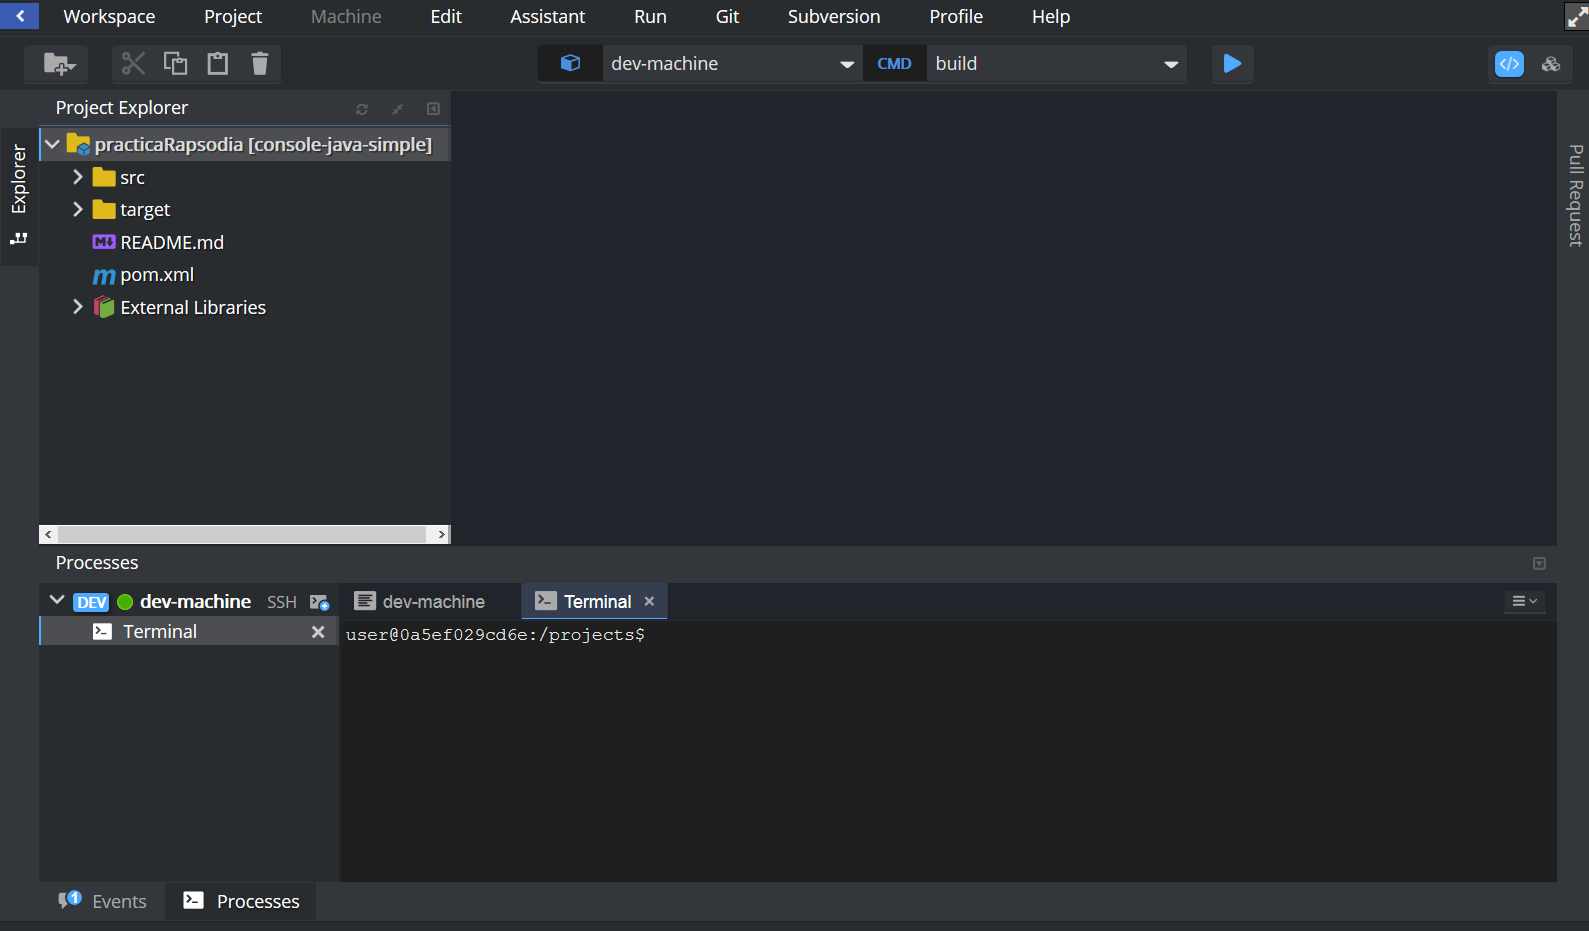 Workspace Project Machine Edit Assistant Run Git Subversion Profile Help
dev-machine CMD build
Project Explorer
Explorer
practicaRapsodia [console-java-simple]
src
target
README.md
pom.xml
External Libraries
Pull Request
Processes
DEV dev-machine SSH
Terminal
dev-machine Terminal
user@0a5ef029cd6e:/projects$
1 Events Processes